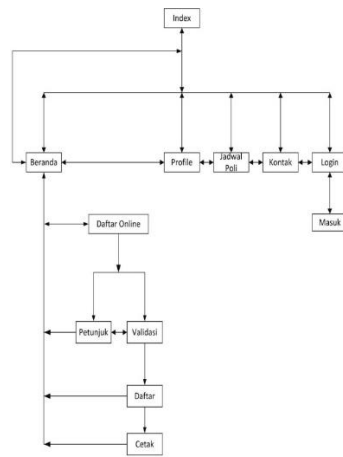 Index
Beranda
Profile
Jadwal
Poli
Kontak
Login
Daftar Online
Masuk
Petunjuk
Validasi
Daftar
Cetak